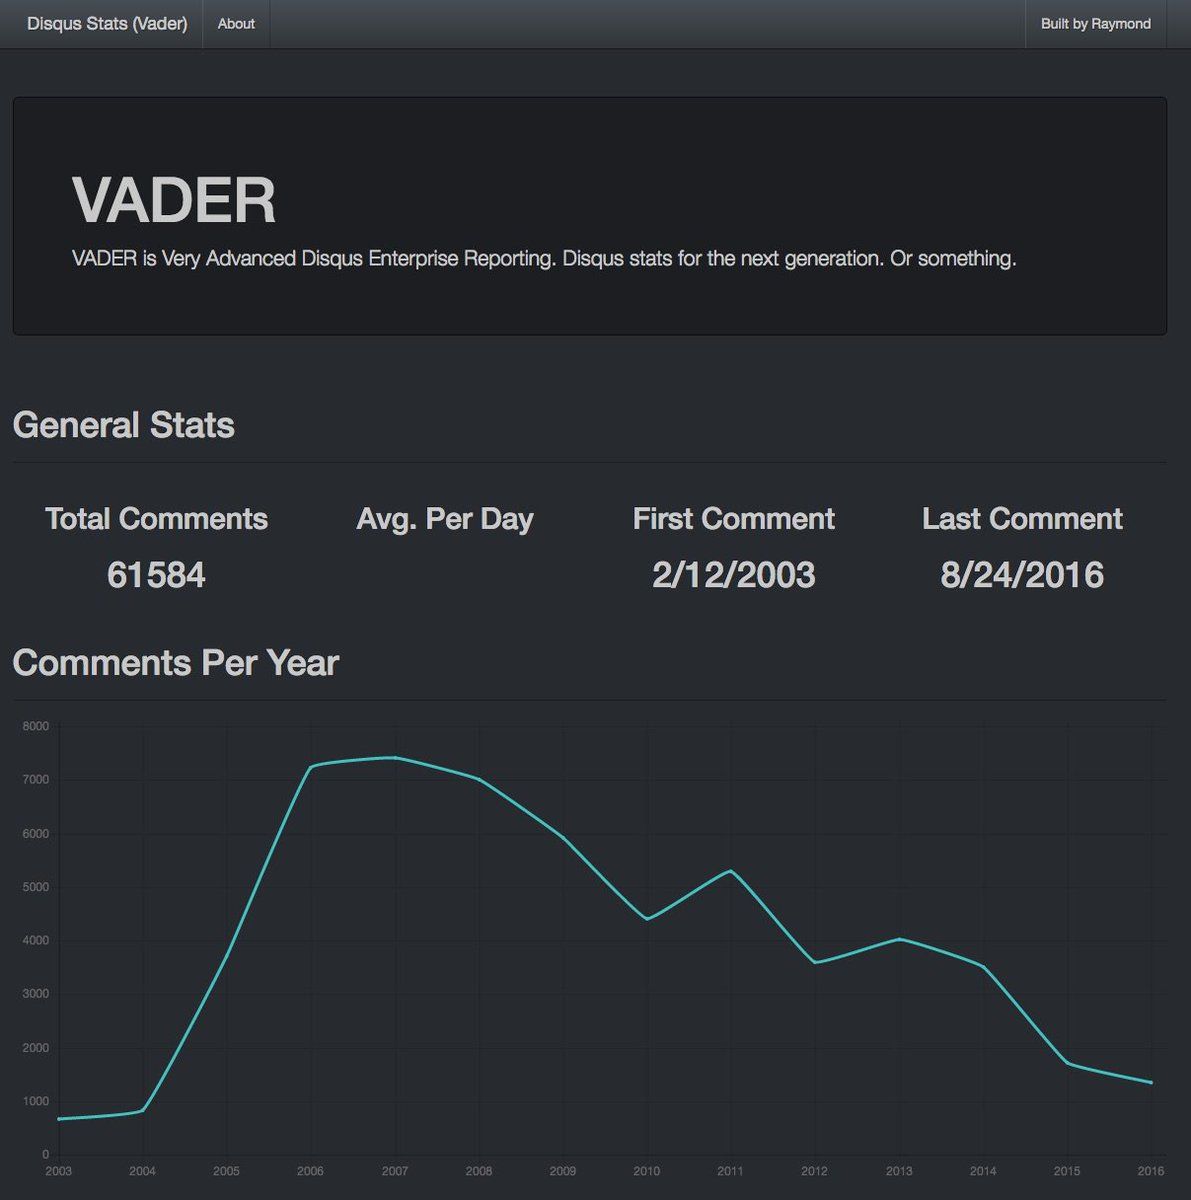 Disqus Stats (Vader) About Built by Raymond
VADER
VADER is Very Advanced Disqus Enterprise Reporting. Disqus stats for the next generation. Or something.
General Stats
Total Comments Avg. Per Day First Comment Last Comment
61584 2/12/2003 8/24/2016
Comments Per Year
8000
7000
6000
5000
4000
3000
2000
1000
0
2003 2004 2005 2006 2007 2008 2009 2010 2011 2012 2013 2014 2015 2016